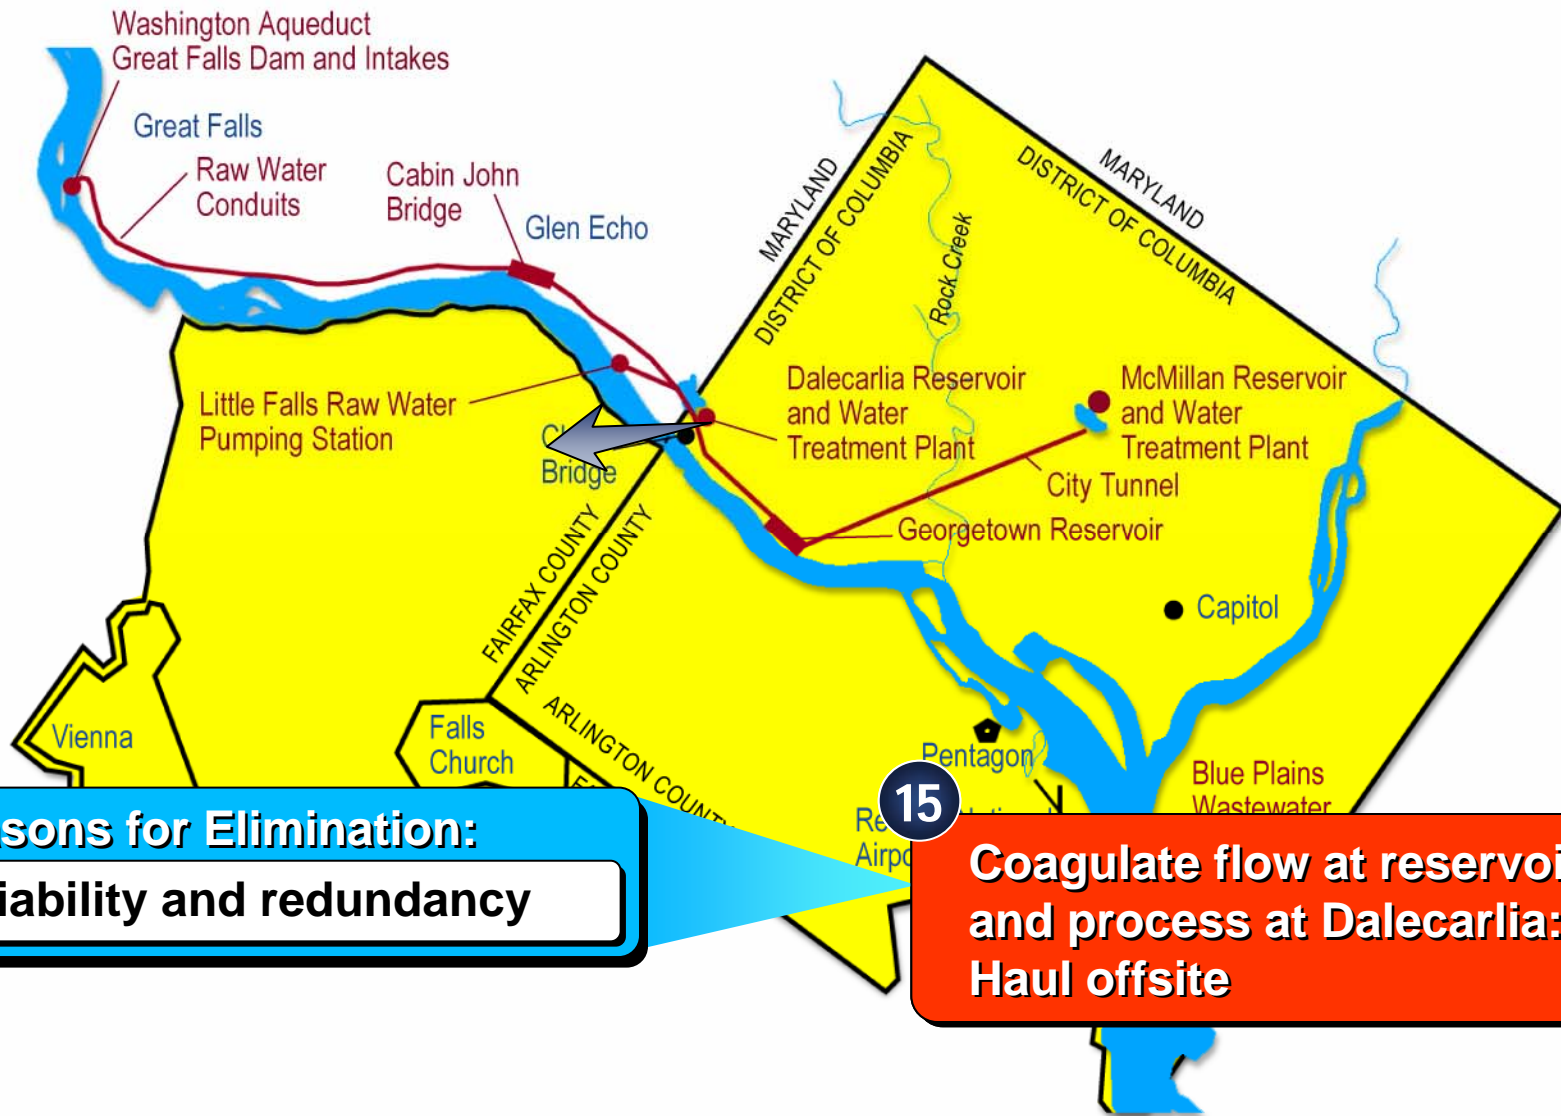 Washington Aqueduct
Great Falls Dam and Intakes
Great Falls
Raw Water
Conduits
Cabin John
Bridge
Glen Echo
MARYLAND
DISTRICT OF COLUMBIA
MARYLAND
DISTRICT OF COLUMBIA
Rock Creek
Little Falls Raw Water
Pumping Station
Bridge
Dalecarlia Reservoir
and Water
Treatment Plant
McMillan Reservoir
and Water
Treatment Plant
City Tunnel
Georgetown Reservoir
FAIRFAX COUNTY
ARLINGTON COUNTY
Capitol
Vienna
Falls
Church
ARLINGTON COUNTY
Pentagon
Blue Plains
Wastewater
15
sons for Elimination:
iability and redundancy
Coagulate flow at reservoi
and process at Dalecarlia:
Haul offsite